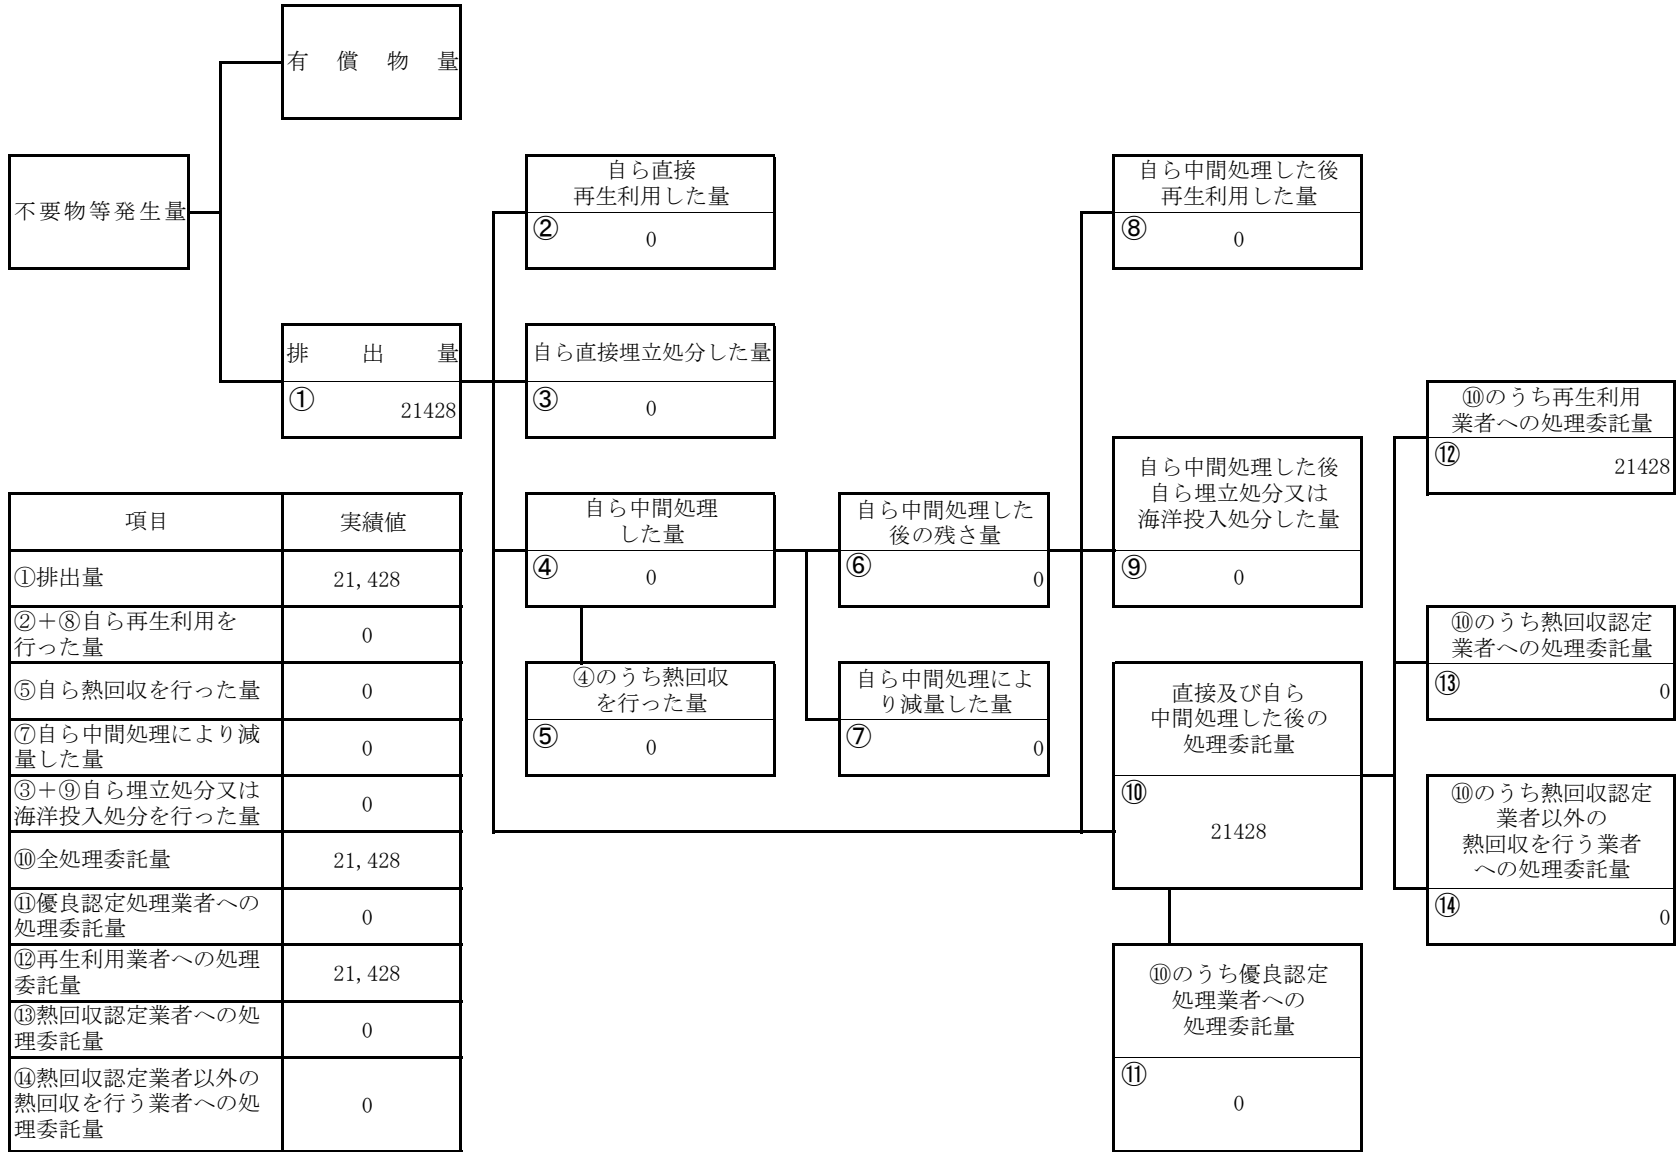 有償物量
不要物等発生量
排出量
①
21428
自ら直接
再生利用した量
②
0
自ら直接埋立処分した量
③
0
自ら中間処理
した量
④
0
④のうち熱回収
を行った量
⑤
0
自ら中間処理した
後の残さ量
⑥
0
自ら中間処理によ
り減量した量
⑦
0
自ら中間処理した後
再生利用した量
⑧
0
自ら中間処理した後
自ら埋立処分又は
海洋投入処分した量
⑨
0
直接及び自ら
中間処理した後の
処理委託量
⑩
21428
⑩のうち優良認定
処理業者への
処理委託量
⑪
0
⑩のうち再生利用
業者への処理委託量
⑫
21428
⑩のうち熱回収認定
業者への処理委託量
⑬
0
⑩のうち熱回収認定
業者以外の
熱回収を行う業者
への処理委託量
⑭
0
項目 実績値
①排出量 21,428
②＋⑧自ら再生利用を
行った量 0
⑤自ら熱回収を行った量 0
⑦自ら中間処理により減
量した量 0
③＋⑨自ら埋立処分又は
海洋投入処分を行った量 0
⑩全処理委託量 21,428
⑪優良認定処理業者への
処理委託量 0
⑫再生利用業者への処理
委託量 21,428
⑬熱回収認定業者への処
理委託量 0
⑭熱回収認定業者以外の
熱回収を行う業者への処
理委託量 0